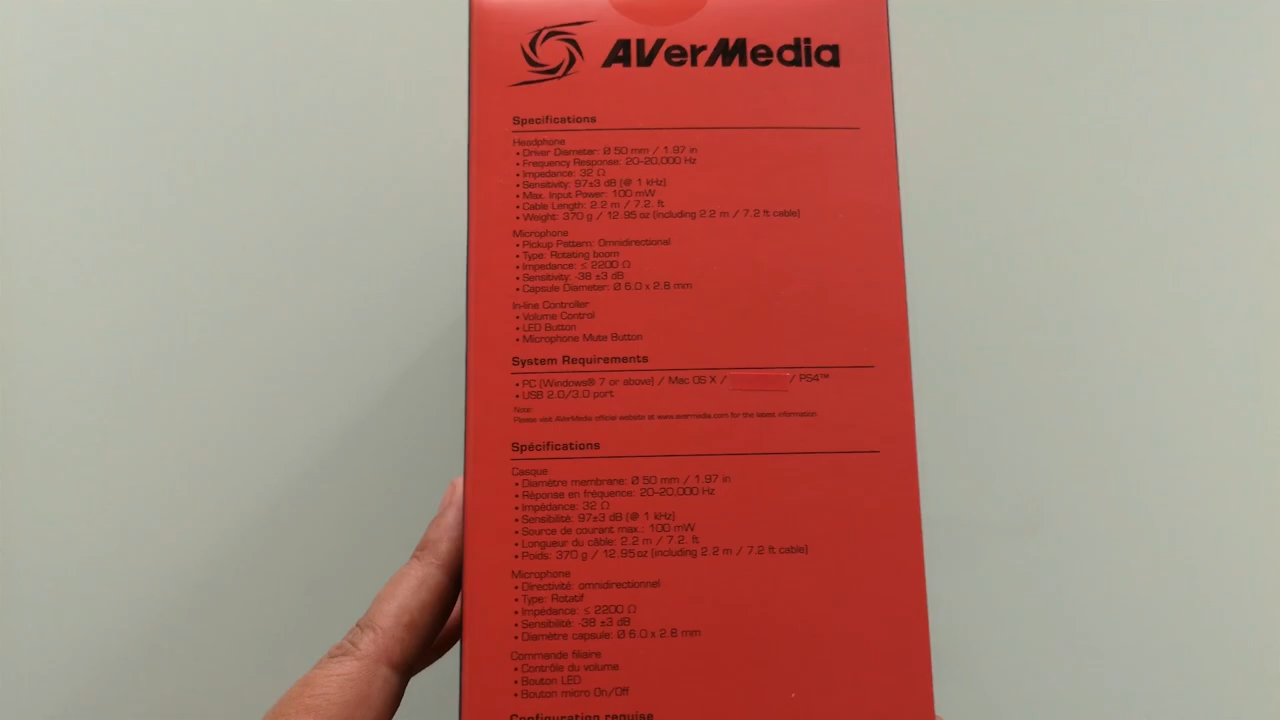 AVerMedia
Specifications
Headphone
• Driver Diameter: Ø 50 mm / 1.97 in
• Frequency Response: 20-20,000 Hz
• Impedance: 32 Ω
• Sensitivity: 97±3 dB (@ 1 kHz)
• Max. Input Power: 100 mW
• Cable Length: 2.2 m / 7.2. ft
• Weight: 370 g / 12.95 oz (including 2.2 m / 7.2 ft cable)
Microphone
• Pickup Pattern: Omnidirectional
• Type: Rotating boom
• Impedance: ≤ 2200 Ω
• Sensitivity: -38 ±3 dB
• Capsule Diameter: Ø 6.0 x 2.8 mm
In-line Controller
• Volume Control
• LED Button
• Microphone Mute Button
System Requirements
• PC (Windows® 7 or above) / Mac OS X / / PS4™
• USB 2.0/3.0 port
Note:
Please visit AVerMedia official website at www.avermedia.com for the latest information
Spécifications
Casque
• Diamètre membrane: Ø 50 mm / 1.97 in
• Réponse en fréquence: 20-20,000 Hz
• Impédance: 32 Ω
• Sensibilité: 97±3 dB (@ 1 kHz)
• Source de courant max.: 100 mW
• Longueur du câble: 2.2 m / 7.2. ft
• Poids: 370 g / 12.95 oz (including 2.2 m / 7.2 ft cable)
Microphone
• Directivité: omnidirectionnel
• Type: Rotatif
• Impédance: ≤ 2200 Ω
• Sensibilité: -38 ±3 dB
• Diamètre capsule: Ø 6.0 x 2.8 mm
Commande filiaire
• Contrôle du volume
• Bouton LED
• Bouton micro On/Off
Configuration requise